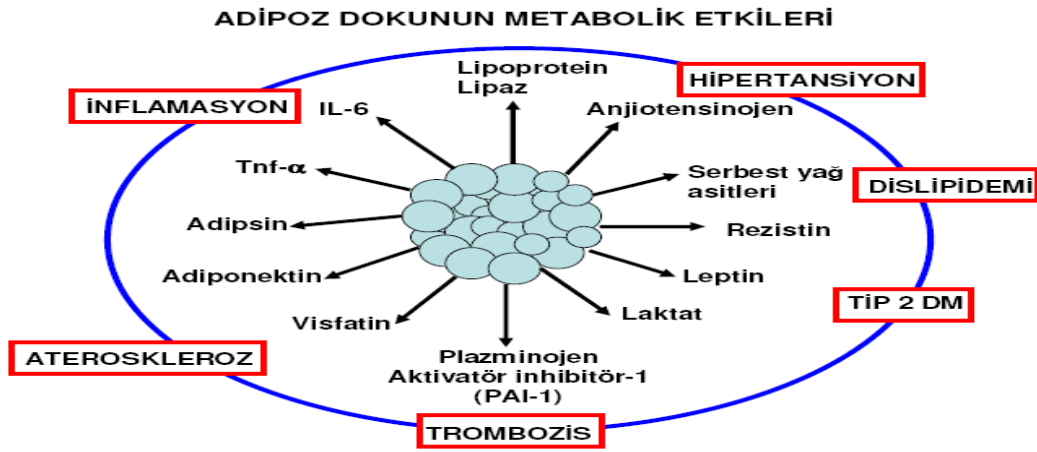 ADİPOZ DOKUNUN METABOLİK ETKİLERİ
Lipoprotein
Lipaz
HİPERTANSİYON
İNFLAMASYON
IL-6
Anjiotensinojen
Tnf-α
Serbest yağ
asitleri
DİSLİPİDEMİ
Adipsin
Rezistin
Adiponektin
Leptin
TİP 2 DM
Visfatin
Laktat
ATEROSKLEROZ
Plazminojen
Aktivatör inhibitör-1
(PAI-1)
TROMBOZİS